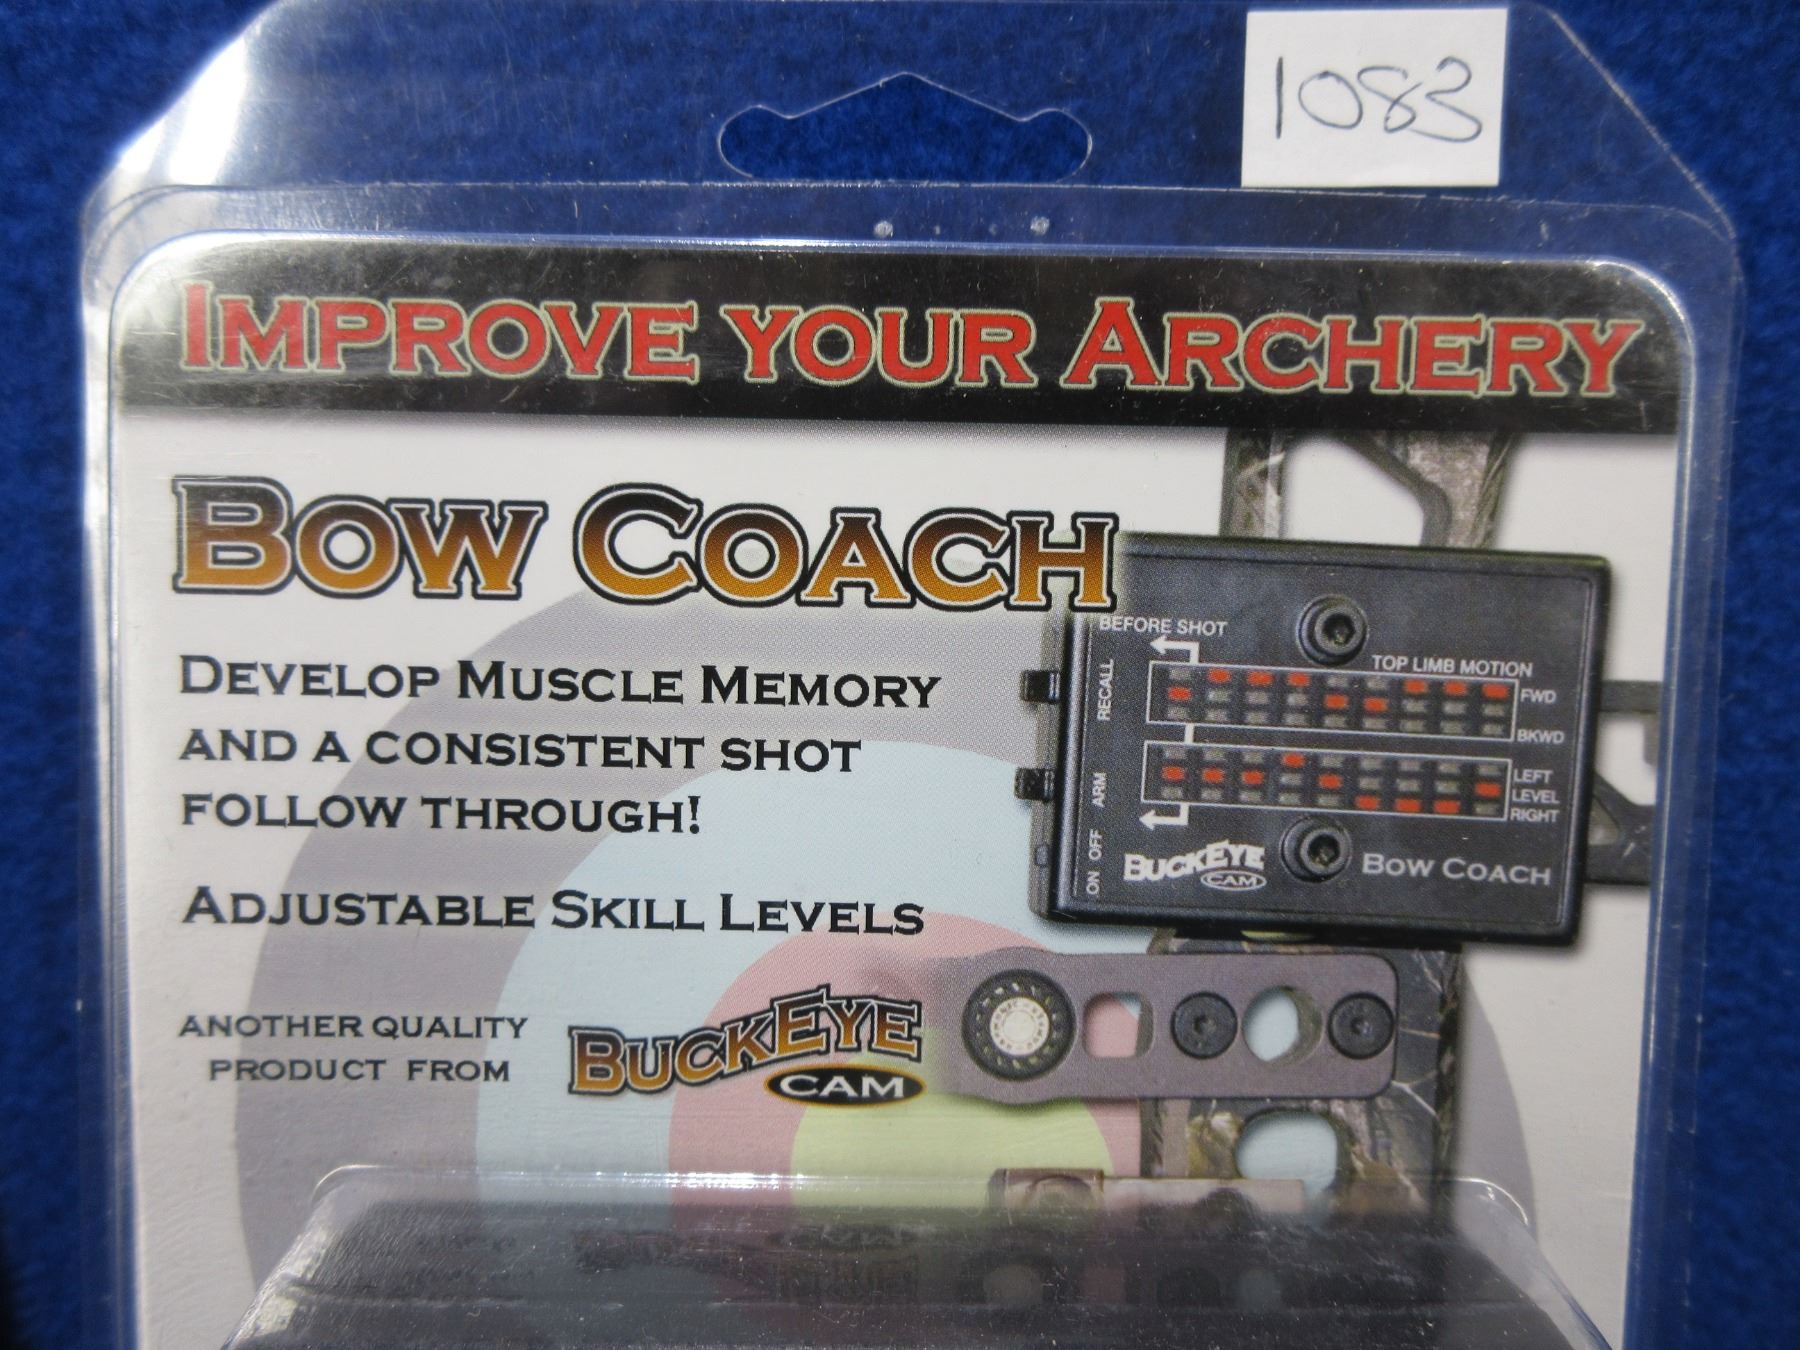 1083
IMPROVE YOUR ARCHERY
BOW COACH
DEVELOP MUSCLE MEMORY
AND A CONSISTENT SHOT
FOLLOW THROUGH!
ADJUSTABLE SKILL LEVELS
ANOTHER QUALITY
PRODUCT FROM
BUCKEYE
CAM
BEFORE SHOT
TOP LIMB MOTION
RECALL
FWD
BKWD
ARM
LEFT
LEVEL
RIGHT
ON OFF
BUCKEYE
CAM
BOW COACH